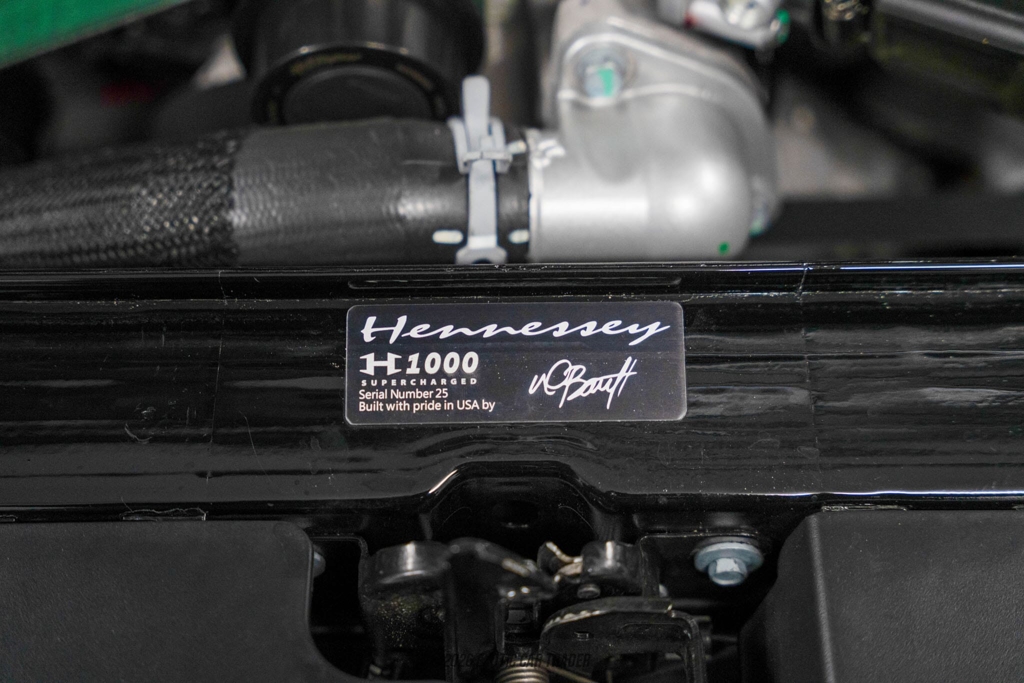 Hennessey
H1000
SUPERCHARGED
Serial Number 25
Built with pride in USA by